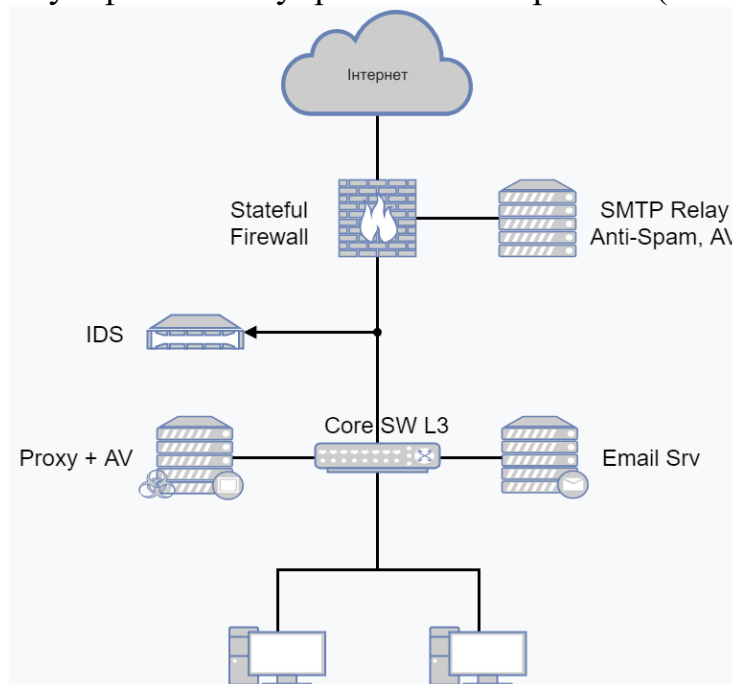 Інтернет
Stateful
Firewall
SMTP Relay
Anti-Spam, AV
IDS
Core SW L3
Proxy + AV
Email Srv